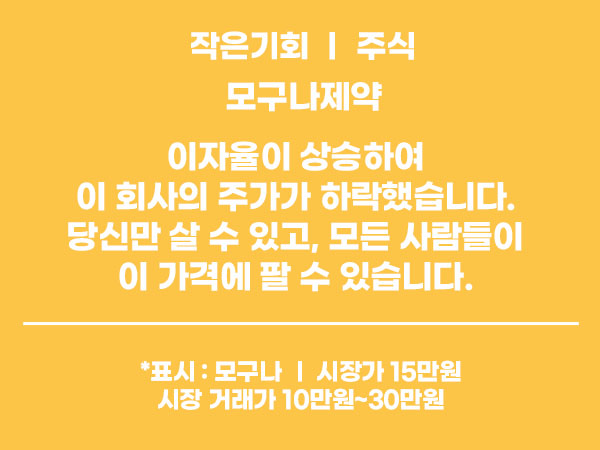 작은기회 ㅣ 주식
모구나제약
이자율이 상승하여
이 회사의 주가가 하락했습니다.
당신만 살 수 있고, 모든 사람들이
이 가격에 팔 수 있습니다.
*표시 : 모구나 ㅣ 시장가 15만원
시장 거래가 10만원~30만원